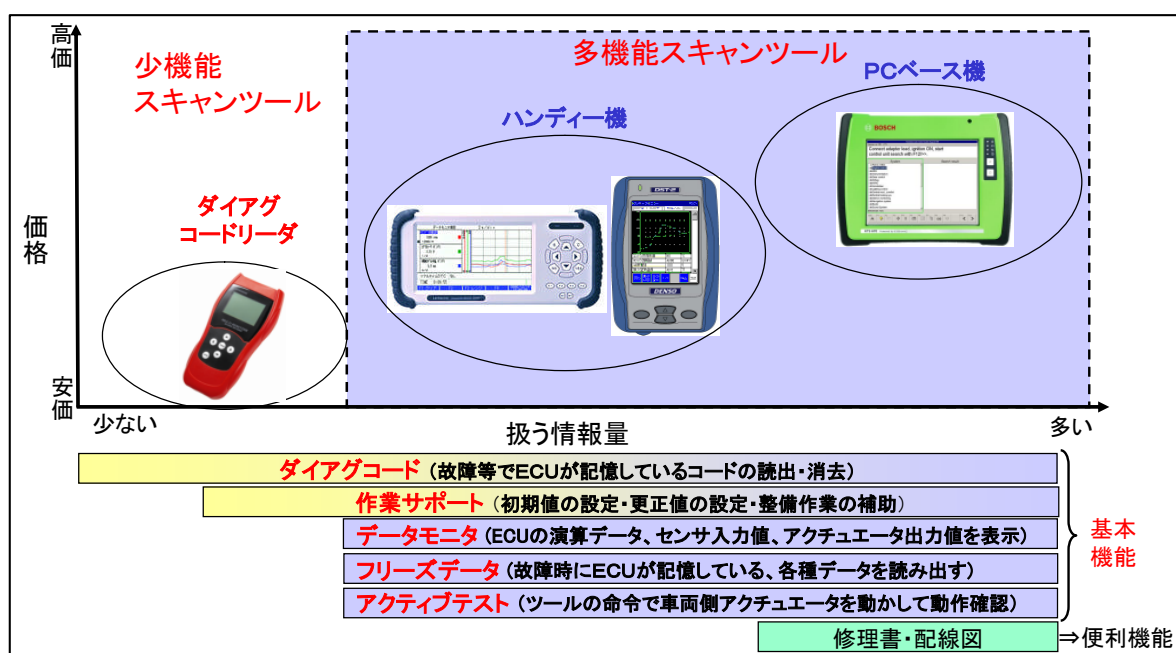 高価
少機能
スキャンツール
多機能スキャンツール
PCベース機
ハンディー機
BOSCH
Connect adapter lead, ignition ON, start
control unit search with
ダイアグ
コードリーダ
価格
DST-2
DENSO
安価
少ない
扱う情報量
多い
ダイアグコード(故障等でECUが記憶しているコードの読出・消去)
作業サポート(初期値の設定・更正値の設定・整備作業の補助)
データモニタ(ECUの演算データ、センサ入力値、アクチュエータ出力値を表示)
フリーズデータ(故障時にECUが記憶している、各種データを読み出す)
アクティブテスト(ツールの命令で車両側アクチュエータを動かして動作確認)
基本
機能
修理書・配線図 ⇒便利機能